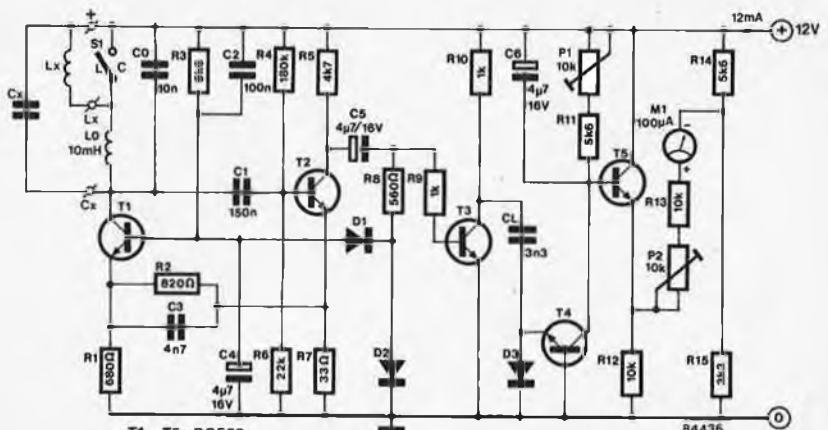 +
12mA
+ 12V
S1
L C
Lx
Cx
Lx
L0
10mH
Cx
C0
10n
R3
6k8
C2
100n
R4
180k
R5
4k7
C5
4µ7/16V
R10
1k
C6
4µ7
16V
P1
10k
R11
5k6
R14
5k6
M1
100µA
-
+
R13
10k
P2
10k
T1
C1
150n
T2
D1
R8
560Ω
R9
1k
T3
CL
3n3
T4
T5
R2
820Ω
C3
4n7
R1
680Ω
C4
4µ7
16V
R6
22k
R7
33Ω
D2
D3
R12
10k
R15
3k3
0
84436